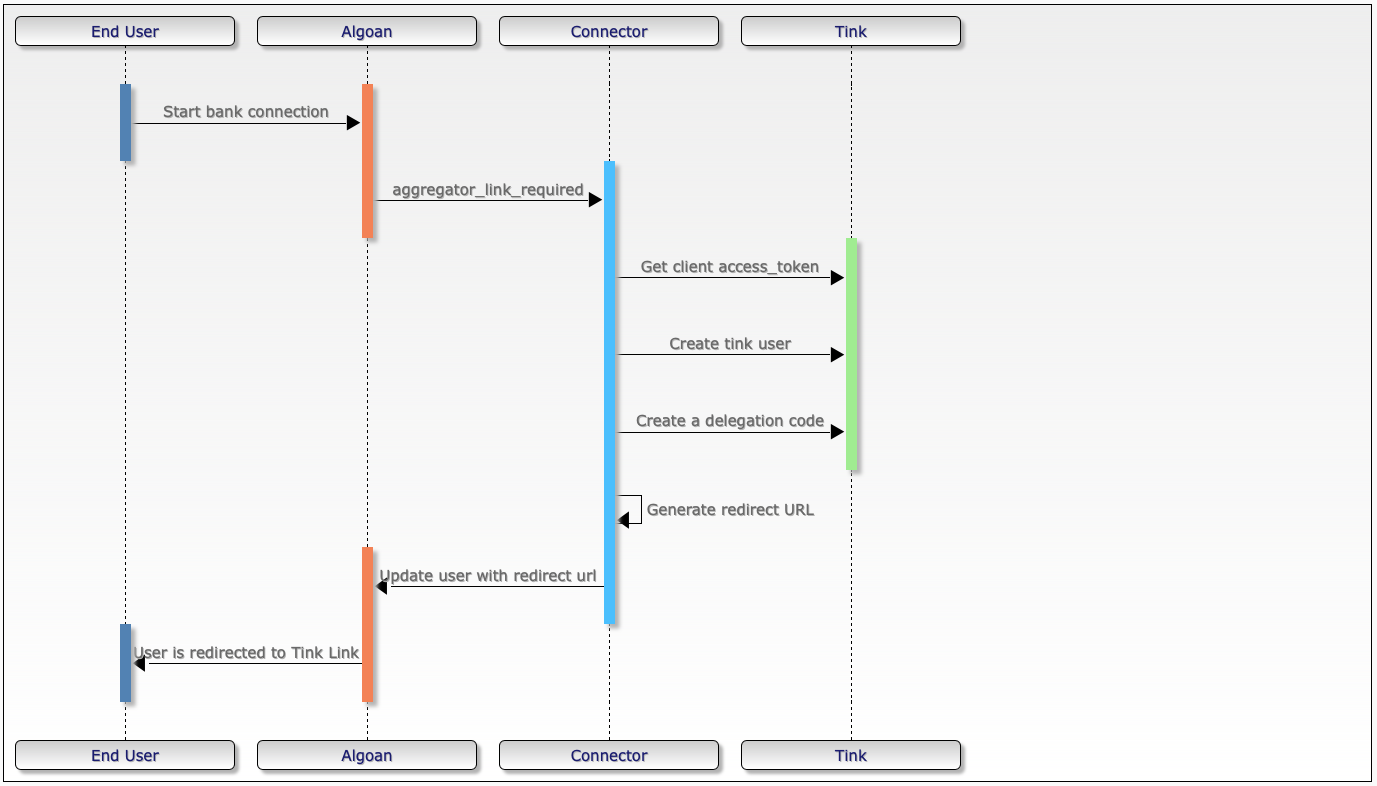 End User
Algoan
Connector
Tink
Start bank connection
aggregator_link_required
Get client access_token
Create tink user
Create a delegation code
Generate redirect URL
Update user with redirect url
User is redirected to Tink Link
End User
Algoan
Connector
Tink